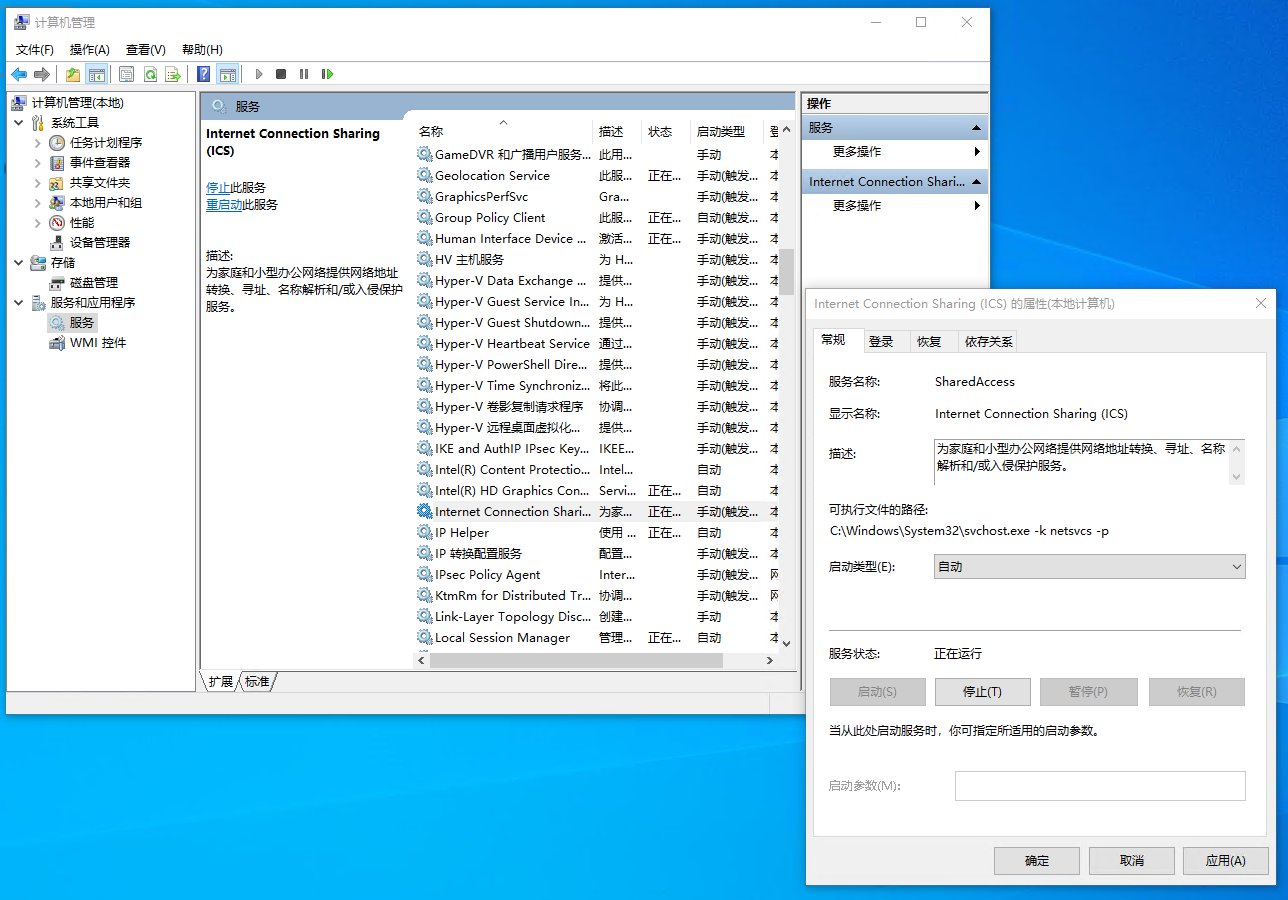 计算机管理
文件(F) 操作(A) 查看(V) 帮助(H)
计算机管理(本地)
系统工具
任务计划程序
事件查看器
共享文件夹
本地用户和组
性能
设备管理器
存储
磁盘管理
服务和应用程序
服务
WMI 控件
服务
Internet Connection Sharing
(ICS)
停止此服务
重启动此服务
描述:
为家庭和小型办公网络提供网络地址
转换、寻址、名称解析和/或入侵保护
服务。
名称 描述 状态 启动类型 登
GameDVR 和广播用户服务... 此用... 手动 本
Geolocation Service 此服... 正在... 手动(触发... 本
GraphicsPerfSvc Gra... 手动(触发... 本
Group Policy Client 此服... 正在... 自动(触发... 本
Human Interface Device ... 激活... 正在... 手动(触发... 本
HV 主机服务 为 H... 手动(触发... 本
Hyper-V Data Exchange ... 提供... 手动(触发... 本
Hyper-V Guest Service In... 为 H... 手动(触发... 本
Hyper-V Guest Shutdown... 提供... 手动(触发... 本
Hyper-V Heartbeat Service 通过... 手动(触发... 本
Hyper-V PowerShell Dire... 提供... 手动(触发... 本
Hyper-V Time Synchroniz... 将此... 手动(触发... 本
Hyper-V 卷影复制请求程序 协调... 手动(触发... 本
Hyper-V 远程桌面虚拟化... 提供... 手动(触发... 本
IKE and AuthIP IPsec Key... IKEE... 手动(触发... 本
Intel(R) Content Protectio... Intel... 自动 本
Intel(R) HD Graphics Con... Servi... 正在... 自动 本
Internet Connection Shari... 为家... 正在... 手动(触发... 本
IP Helper 使用 ... 正在... 自动 本
IP 转换配置服务 配置... 手动(触发... 本
IPsec Policy Agent Inter... 手动(触发... 网
KtmRm for Distributed Tr... 协调... 手动(触发... 网
Link-Layer Topology Disc... 创建... 手动 本
Local Session Manager 管理... 正在... 自动 本
扩展 标准
操作
服务
更多操作
Internet Connection Shari...
更多操作
Internet Connection Sharing (ICS) 的属性(本地计算机)
常规 登录 恢复 依存关系
服务名称: SharedAccess
显示名称: Internet Connection Sharing (ICS)
描述: 为家庭和小型办公网络提供网络地址转换、寻址、名称
解析和/或入侵保护服务。
可执行文件的路径:
C:\Windows\System32\svchost.exe -k netsvcs -p
启动类型(E): 自动
服务状态: 正在运行
启动(S) 停止(T) 暂停(P) 恢复(R)
当从此处启动服务时，你可指定所适用的启动参数。
启动参数(M):
确定 取消 应用(A)